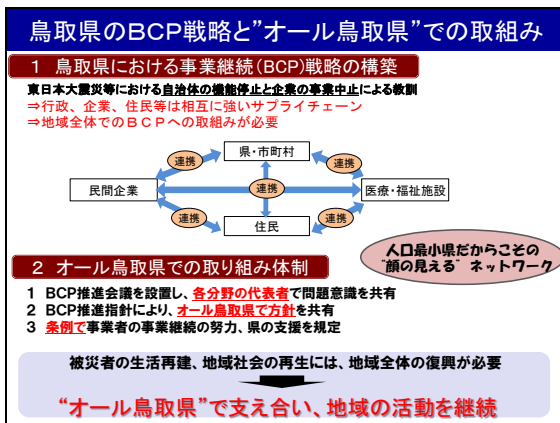 鳥取県のBCP戦略と”オール鳥取県”での取組み
1 鳥取県における事業継続(BCP)戦略の構築
東日本大震災等における自治体の機能停止と企業の事業中止による教訓
⇒行政、企業、住民等は相互に強いサプライチェーン
⇒地域全体でのBCPへの取組みが必要
県・市町村
連携
連携
民間企業
連携
医療・福祉施設
連携
連携
住民
人口最小県だからこその
“顔の見える” ネットワーク
2 オール鳥取県での取り組み体制
1 BCP推進会議を設置し、各分野の代表者で問題意識を共有
2 BCP推進指針により、オール鳥取県で方針を共有
3 条例で事業者の事業継続の努力、県の支援を規定
被災者の生活再建、地域社会の再生には、地域全体の復興が必要
“オール鳥取県”で支え合い、地域の活動を継続